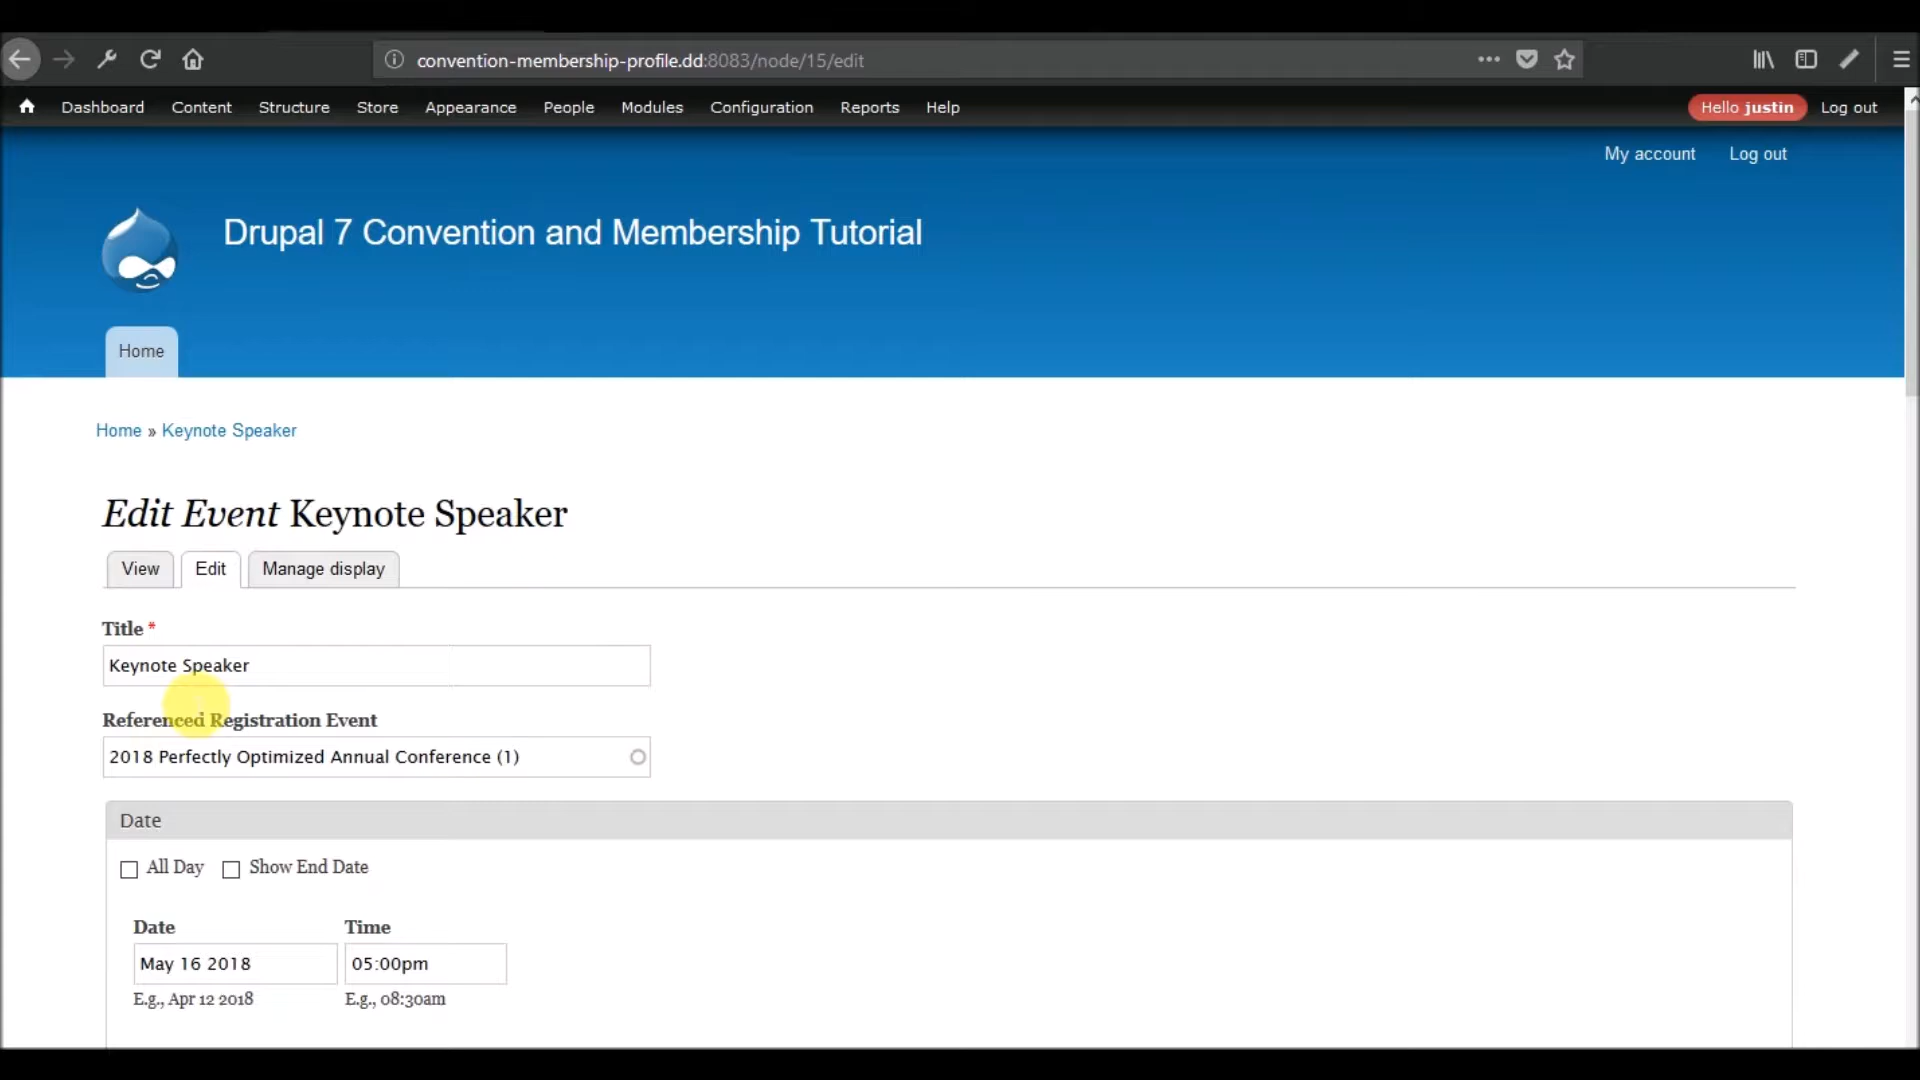 convention-membership-profile.dd:8083/node/15/edit
Dashboard Content Structure Store Appearance People Modules Configuration Reports Help Hello justin Log out
My account Log out
Drupal 7 Convention and Membership Tutorial
Home
Home » Keynote Speaker
Edit Event Keynote Speaker
View Edit Manage display
Title *
Keynote Speaker
Referenced Registration Event
2018 Perfectly Optimized Annual Conference (1)
Date
All Day Show End Date
Date Time
May 16 2018 05:00pm
E.g., Apr 12 2018 E.g., 08:30am